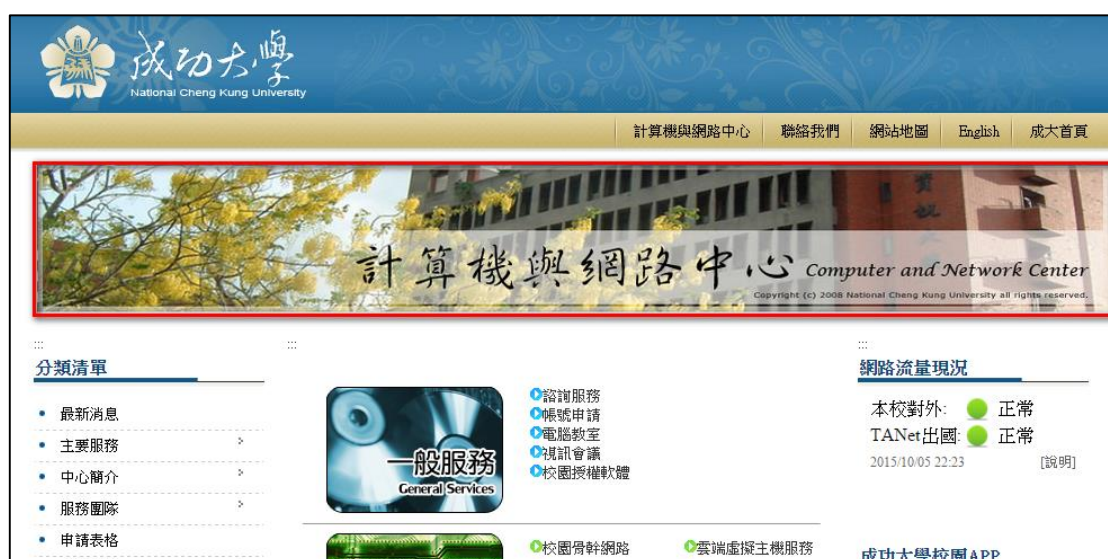 成功大學
National Cheng Kung University
計算機與網路中心 聯絡我們 網站地圖 English 成大首頁
計算機與網路中心 Computer and Network Center
Copyright (c) 2008 National Cheng Kung University all rights reserved.
:::
分類清單
最新消息
主要服務
中心簡介
服務團隊
申請表格
:::
一般服務
General Services
諮詢服務
帳號申請
電腦教室
視訊會議
校園授權軟體
校園骨幹網路
雲端虛擬主機服務
:::
網路流量現況
本校對外: 正常
TANet出國: 正常
2015/10/05 22:23 [說明]
成功大學校園APP